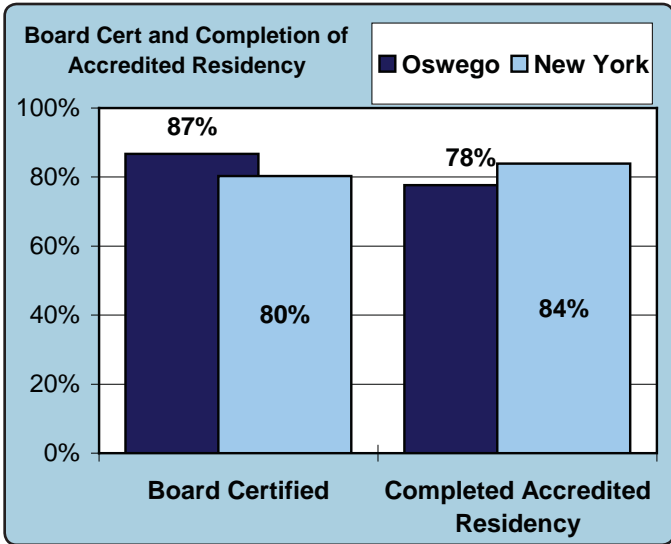 Board Cert and Completion of
Accredited Residency
Oswego New York
100%
80%
60%
40%
20%
0%
87%
80%
78%
84%
Board Certified
Completed Accredited
Residency